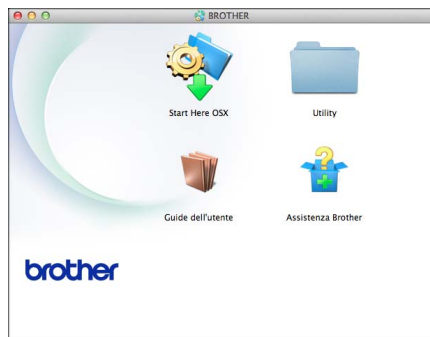 BROTHER
Start Here OSX
Utility
Guide dell'utente
Assistenza Brother
brother